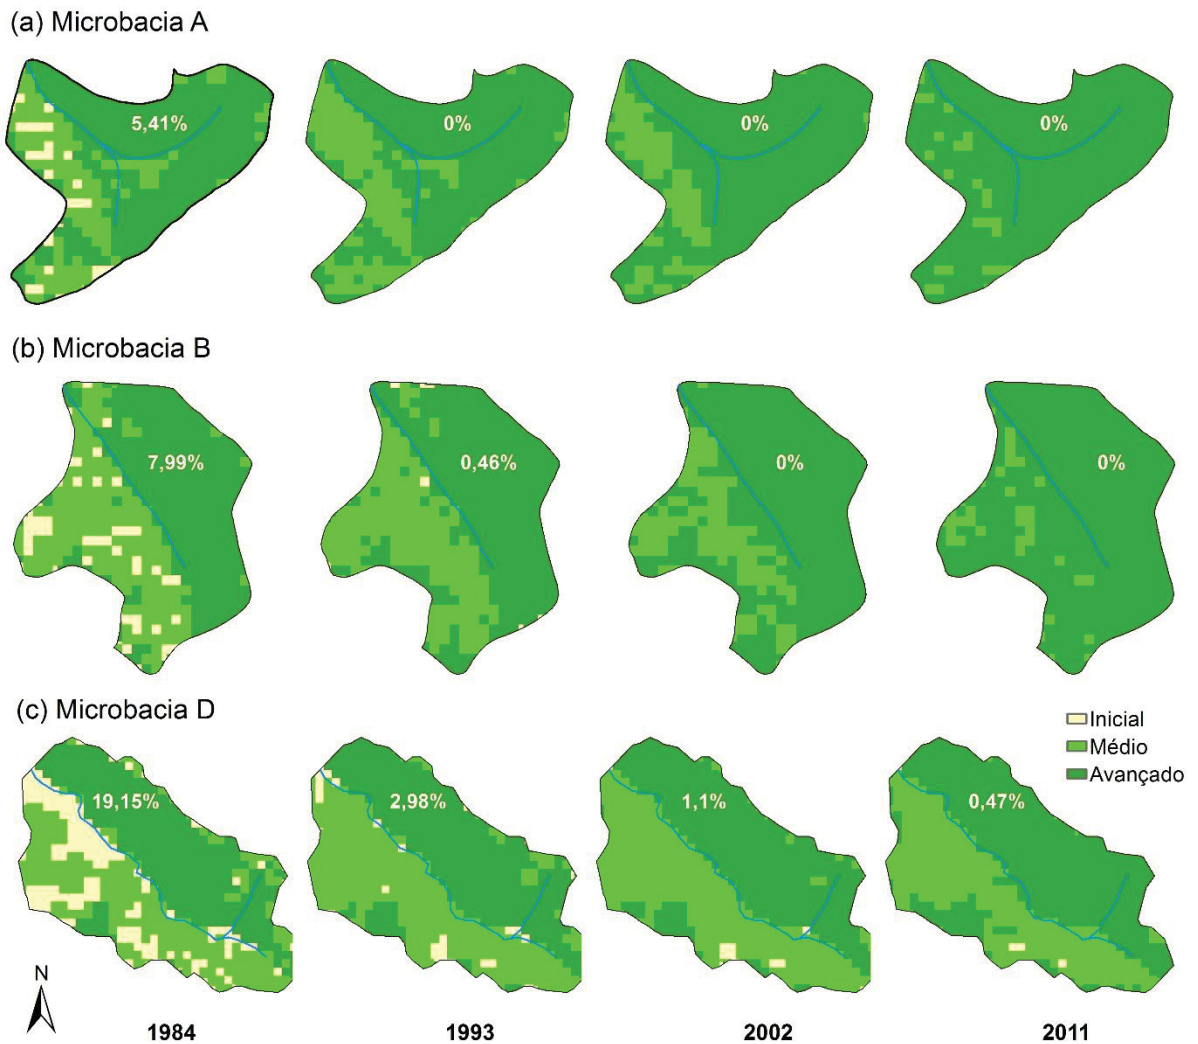 (a) Microbacia A
5,41%
0%
0%
0%
(b) Microbacia B
7,99%
0,46%
0%
0%
(c) Microbacia D
Inicial
Médio
Avançado
19,15%
2,98%
1,1%
0,47%
N
1984
1993
2002
2011